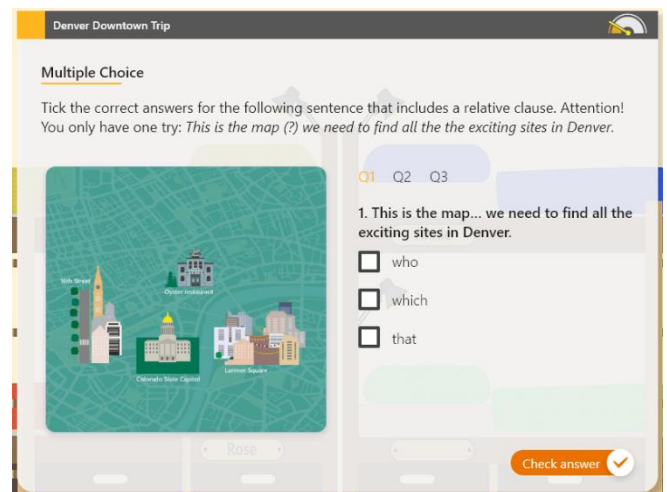 Denver Downtown Trip
Multiple Choice
Tick the correct answers for the following sentence that includes a relative clause. Attention!
You only have one try: This is the map (?) we need to find all the the exciting sites in Denver.
16th Street
Oyster restaurant
Colorado State Capitol
Larimer Square
Q1 Q2 Q3
1. This is the map... we need to find all the
exciting sites in Denver.
who
which
that
Rose
Check answer